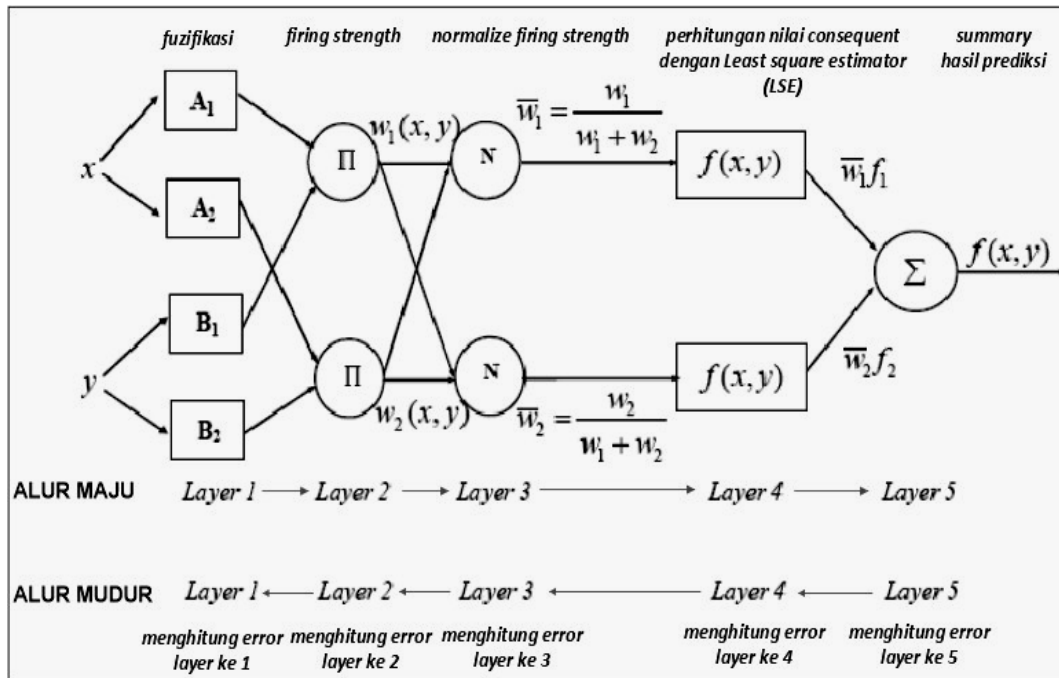 fuzifikasi
firing strength
normalize firing strength
perhitungan nilai consequent
dengan Least square estimator
(LSE)
summary
hasil prediksi
x
A₁
A₂
y
B₁
B₂
Π
w₁(x, y)
Π
w₂(x, y)
N
N
w̅₁ = w₁ / (w₁ + w₂)
w̅₂ = w₂ / (w₁ + w₂)
f(x, y)
f(x, y)
w̅₁f₁
w̅₂f₂
Σ
f(x, y)
ALUR MAJU Layer 1 → Layer 2 → Layer 3 → Layer 4 → Layer 5
ALUR MUDUR Layer 1 ← Layer 2 ← Layer 3 ← Layer 4 ← Layer 5
menghitung error
layer ke 1
menghitung error
layer ke 2
menghitung error
layer ke 3
menghitung error
layer ke 4
menghitung error
layer ke 5